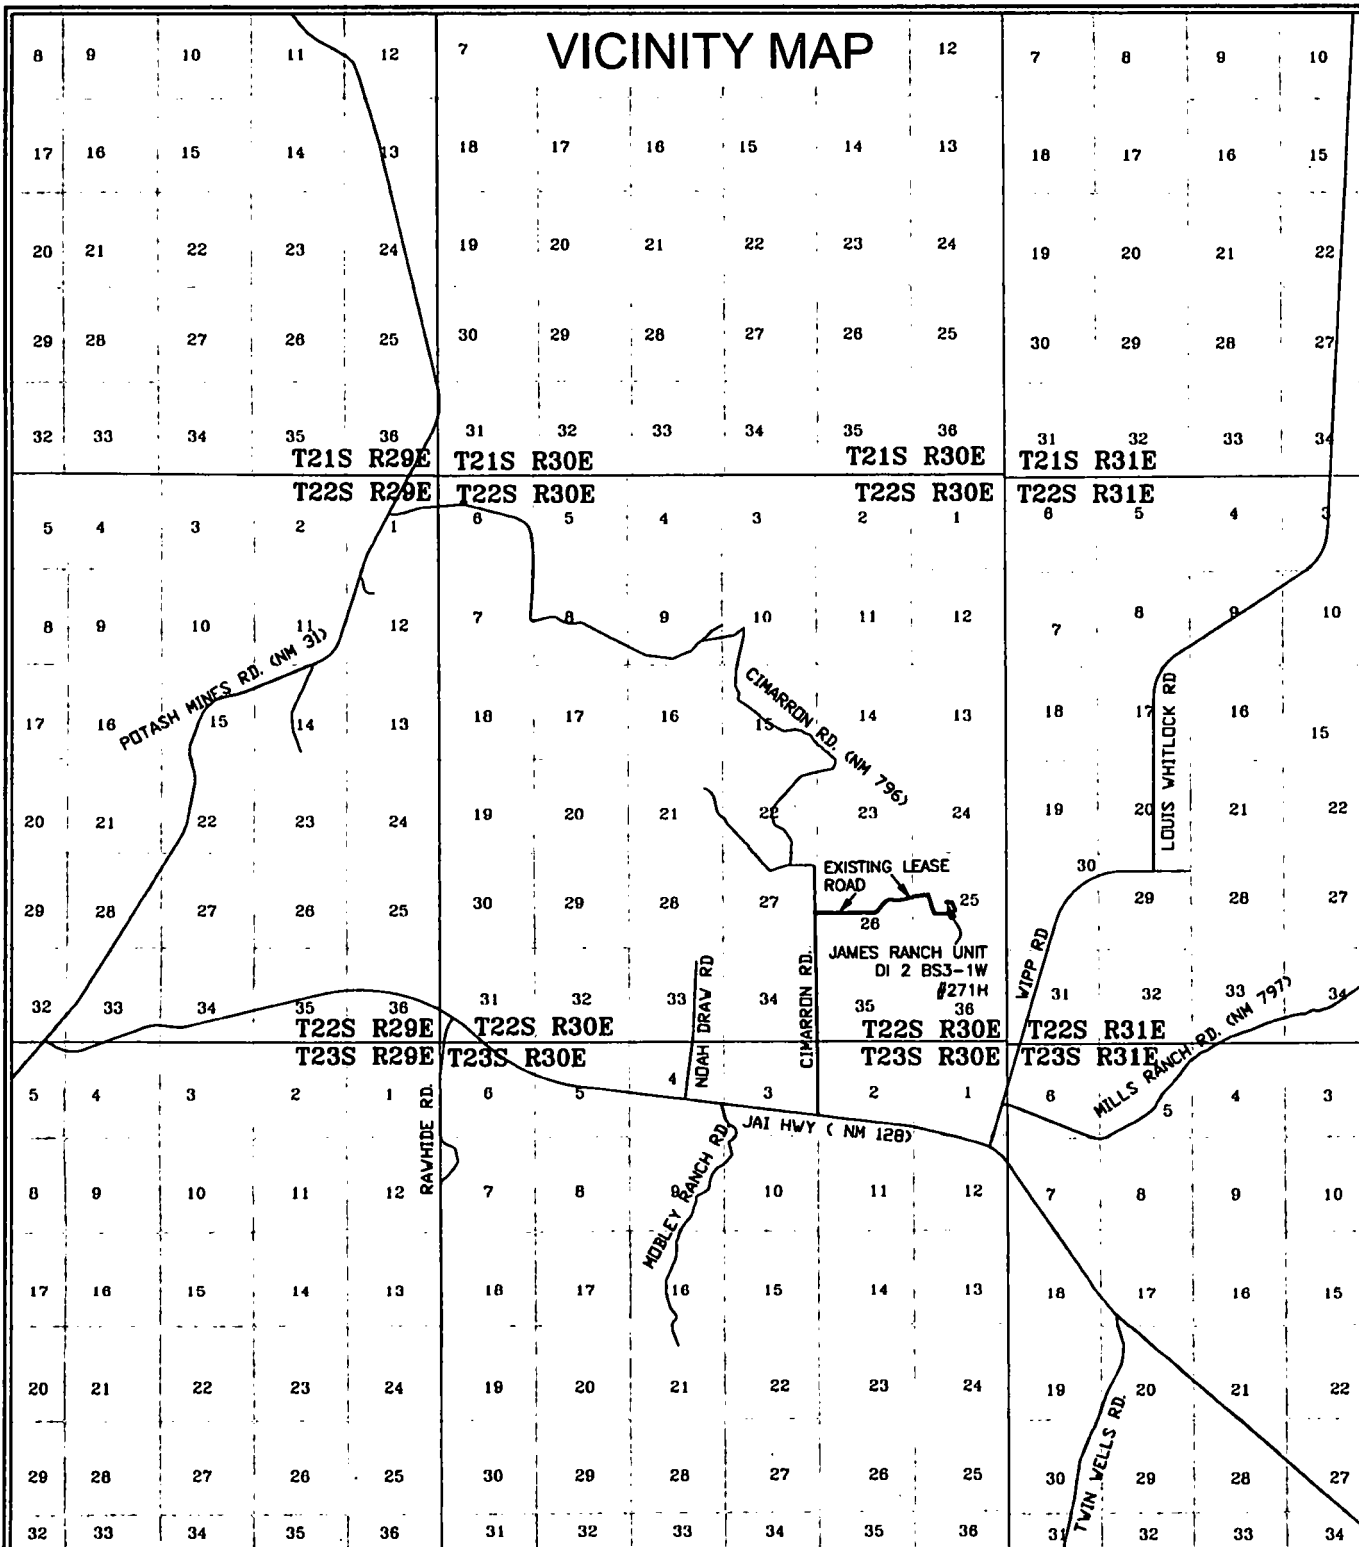 VICINITY MAP
8 9 10 11 12 7 12 7 8 9 10
17 16 15 14 13 18 17 16 15 14 13 18 17 16 15
20 21 22 23 24 19 20 21 22 23 24 19 20 21 22
29 28 27 26 25 30 29 28 27 26 25 30 29 28 27
32 33 34 35 36 31 32 33 34 35 36 31 32 33 34
T21S R29E T21S R30E T21S R30E T21S R31E
T22S R29E T22S R30E T22S R30E T22S R31E
5 4 3 2 1 6 5 4 3 2 1 6 5 4 3
8 9 10 11 12 7 8 9 10 11 12 7 8 9 10
POTASH MINES RD. (NM 31)
CIMARRON RD. (NM 796)
LOUIS WHITLOCK RD
17 16 15 14 13 18 17 16 15 14 13 18 17 16 15
20 21 22 23 24 19 20 21 22 23 24 19 20 21 22
EXISTING LEASE
ROAD
29 28 27 26 25 30 29 28 27 26 25 30 29 28 27
JAMES RANCH UNIT
DI 2 BS3-1W
#271H
NOAH DRAW RD
CIMARRON RD.
WIPP RD
32 33 34 35 36 31 32 33 34 35 36 31 32 33 34
T22S R29E T22S R30E T22S R30E T22S R31E
T23S R29E T23S R30E T23S R30E T23S R31E
MILLS RANCH RD. (NM 797)
5 4 3 2 1 6 5 4 3 2 1 6 5 4 3
RAWHIDE RD.
JAI HWY ( NM 128)
MOBLEY RANCH RD.
8 9 10 11 12 7 8 9 10 11 12 7 8 9 10
17 16 15 14 13 18 17 16 15 14 13 18 17 16 15
20 21 22 23 24 19 20 21 22 23 24 19 20 21 22
TWIN WELLS RD.
29 28 27 26 25 30 29 28 27 26 25 30 29 28 27
32 33 34 35 36 31 32 33 34 35 36 31 32 33 34